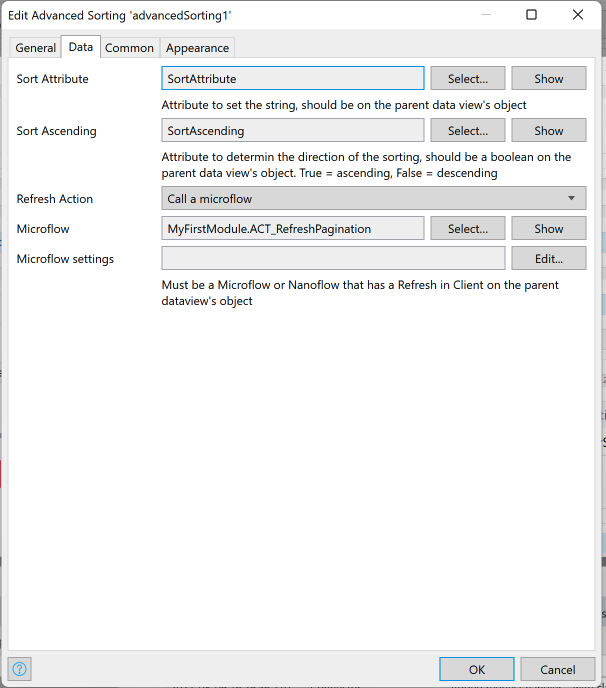 Edit Advanced Sorting 'advancedSorting1'
General Data Common Appearance
Sort Attribute SortAttribute Select... Show
Attribute to set the string, should be on the parent data view's object
Sort Ascending SortAscending Select... Show
Attribute to determin the direction of the sorting, should be a boolean on the
parent data view's object. True = ascending, False = descending
Refresh Action Call a microflow
Microflow MyFirstModule.ACT_RefreshPagination Select... Show
Microflow settings Edit...
Must be a Microflow or Nanoflow that has a Refresh in Client on the parent
dataview's object
? OK Cancel